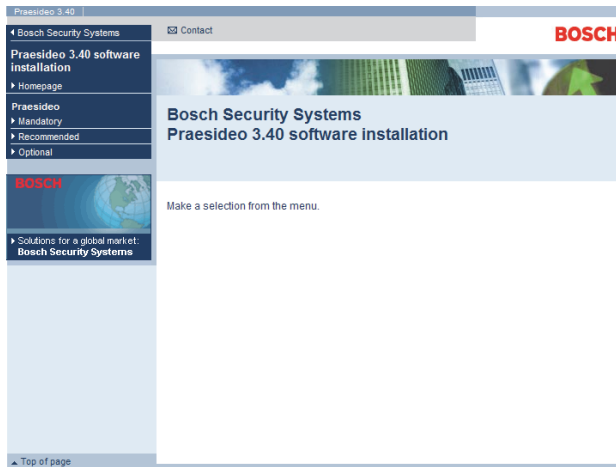 Praesideo 3.40
Bosch Security Systems
Contact
BOSCH
Praesideo 3.40 software
installation
Homepage
Praesideo
Mandatory
Recommended
Optional
Bosch Security Systems
Praesideo 3.40 software installation
BOSCH
Make a selection from the menu.
Solutions for a global market:
Bosch Security Systems
Top of page